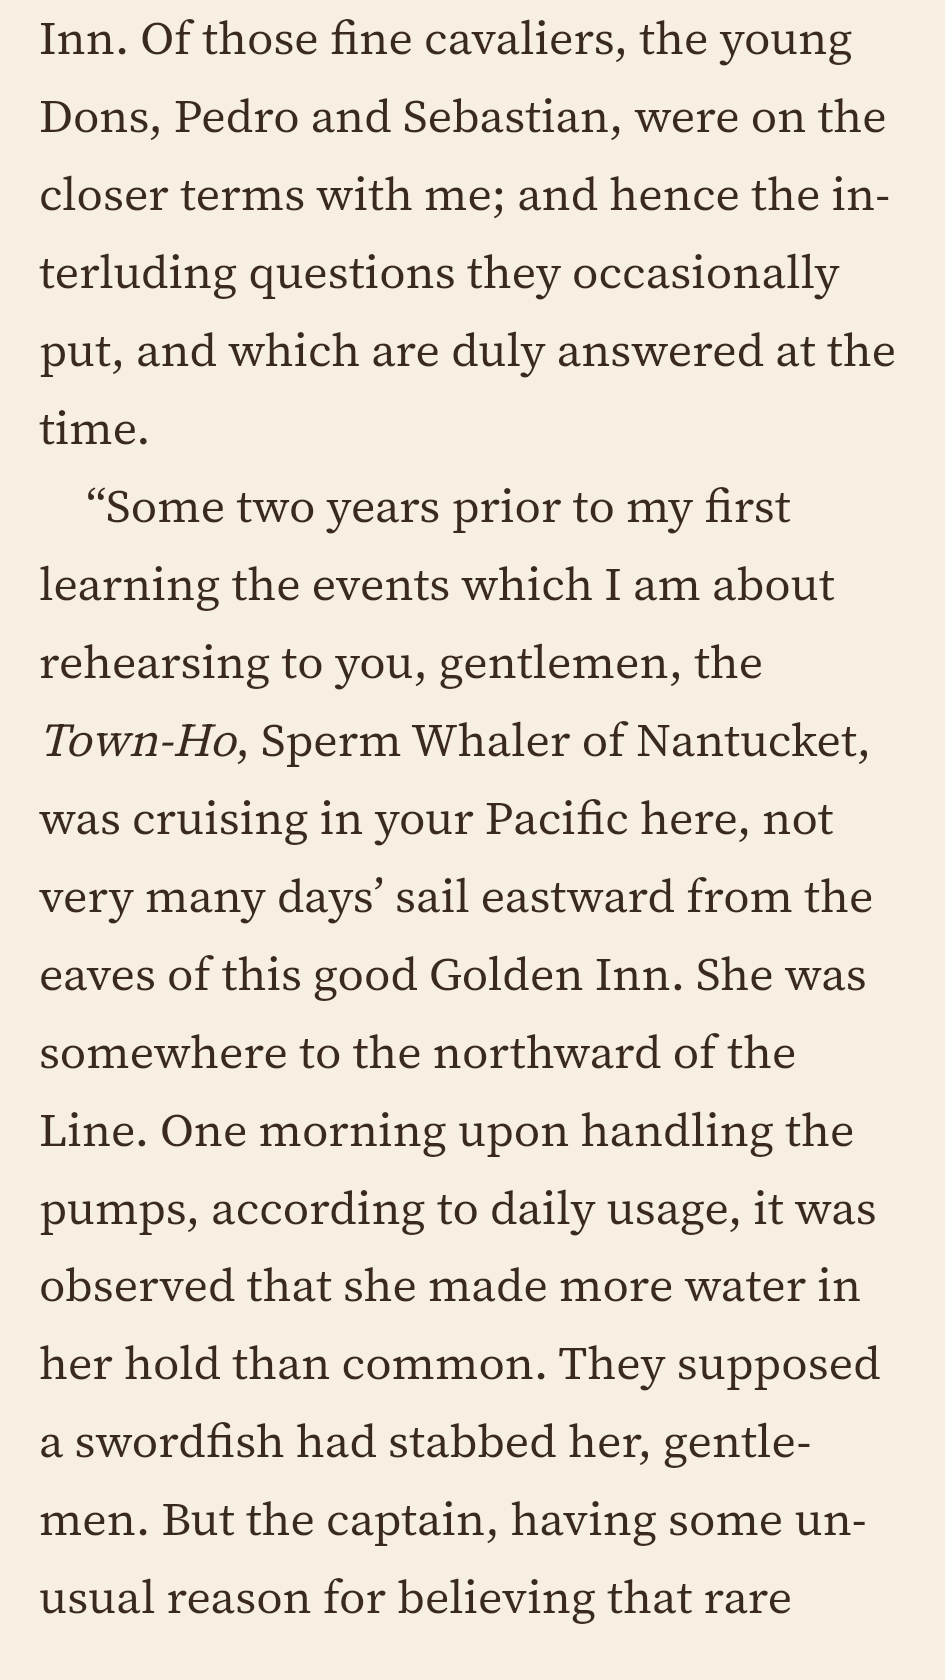 Inn. Of those fine cavaliers, the young
Dons, Pedro and Sebastian, were on the
closer terms with me; and hence the in-
terluding questions they occasionally
put, and which are duly answered at the
time.
“Some two years prior to my first
learning the events which I am about
rehearsing to you, gentlemen, the
Town-Ho, Sperm Whaler of Nantucket,
was cruising in your Pacific here, not
very many days’ sail eastward from the
eaves of this good Golden Inn. She was
somewhere to the northward of the
Line. One morning upon handling the
pumps, according to daily usage, it was
observed that she made more water in
her hold than common. They supposed
a swordfish had stabbed her, gentle-
men. But the captain, having some un-
usual reason for believing that rare